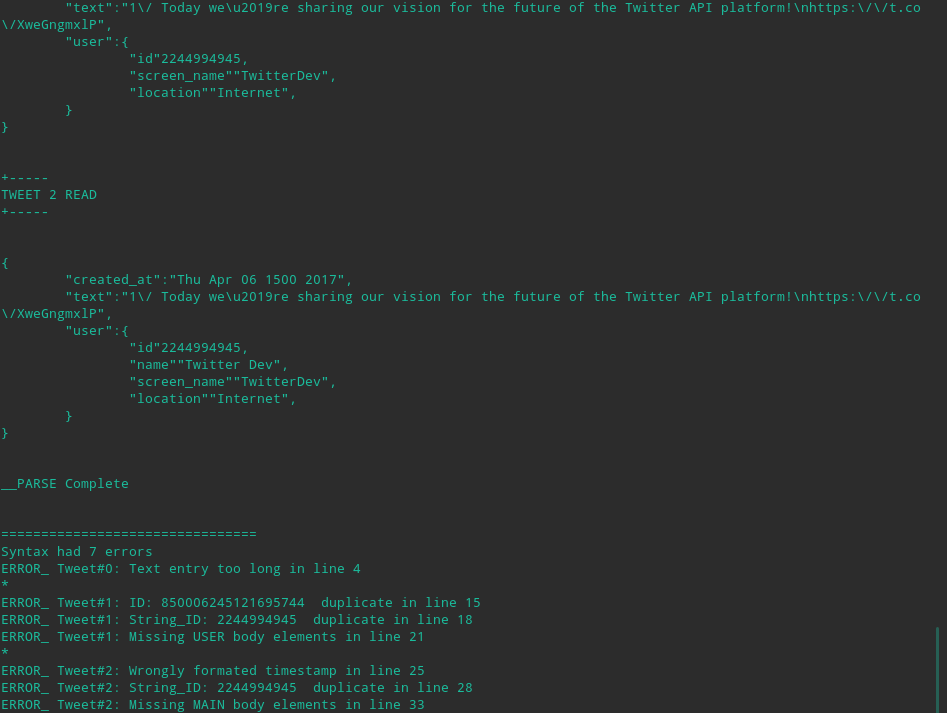 "text":"1\/ Today we\u2019re sharing our vision for the future of the Twitter API platform!\nhttps:\/\/t.co
\/XweGngmxlP",
"user":{
"id"2244994945,
"screen_name""TwitterDev",
"location""Internet",
}
}
+-----
TWEET 2 READ
+-----
{
"created_at":"Thu Apr 06 1500 2017",
"text":"1\/ Today we\u2019re sharing our vision for the future of the Twitter API platform!\nhttps:\/\/t.co
\/XweGngmxlP",
"user":{
"id"2244994945,
"name""Twitter Dev",
"screen_name""TwitterDev",
"location""Internet",
}
}
__PARSE Complete
================================
Syntax had 7 errors
ERROR_ Tweet#0: Text entry too long in line 4
*
ERROR_ Tweet#1: ID: 850006245121695744  duplicate in line 15
ERROR_ Tweet#1: String_ID: 2244994945  duplicate in line 18
ERROR_ Tweet#1: Missing USER body elements in line 21
*
ERROR_ Tweet#2: Wrongly formated timestamp in line 25
ERROR_ Tweet#2: String_ID: 2244994945  duplicate in line 28
ERROR_ Tweet#2: Missing MAIN body elements in line 33